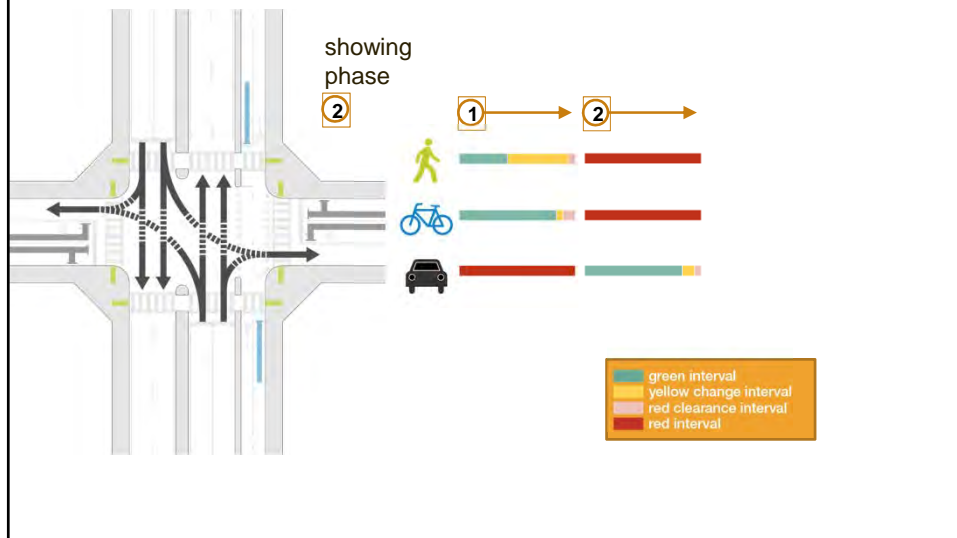 showing
phase
2
1 2
green interval
yellow change interval
red clearance interval
red interval